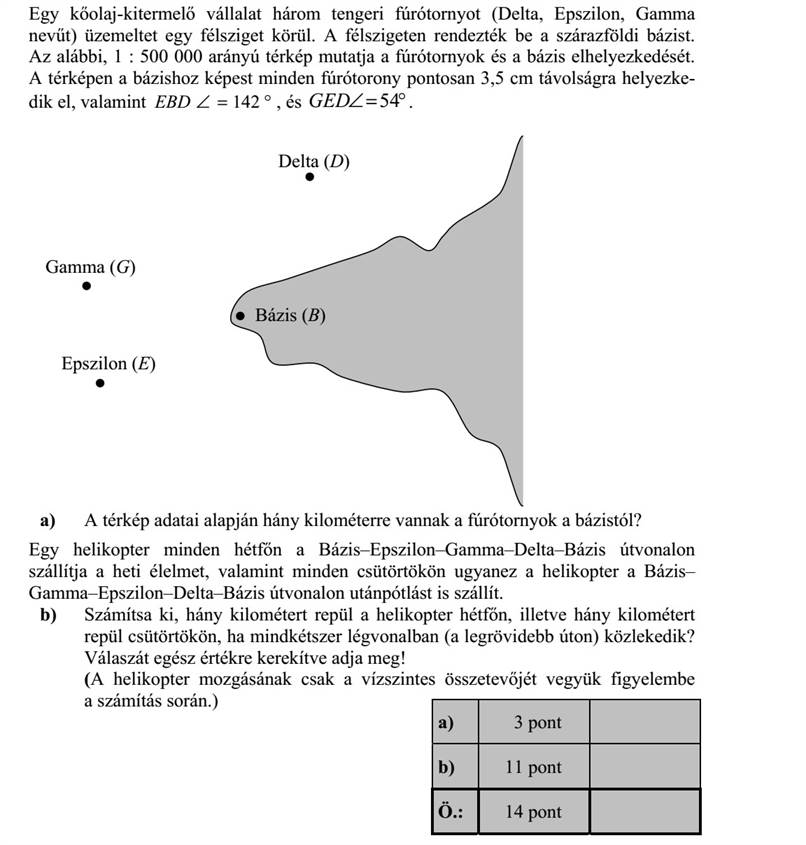 Egy kőolaj-kitermelő vállalat három tengeri fúrótornyot (Delta, Epszilon, Gamma
nevűt) üzemeltet egy félsziget körül. A félszigeten rendezték be a szárazföldi bázist.
Az alábbi, 1 : 500 000 arányú térkép mutatja a fúrótornyok és a bázis elhelyezkedését.
A térképen a bázishoz képest minden fúrótorony pontosan 3,5 cm távolságra helyezke-
dik el, valamint EBD ∠ = 142 ° , és GED∠=54° .
Delta (D)
Gamma (G)
Bázis (B)
Epszilon (E)
a) A térkép adatai alapján hány kilométerre vannak a fúrótornyok a bázistól?
Egy helikopter minden hétfőn a Bázis–Epszilon–Gamma–Delta–Bázis útvonalon
szállítja a heti élelmet, valamint minden csütörtökön ugyanez a helikopter a Bázis–
Gamma–Epszilon–Delta–Bázis útvonalon utánpótlást is szállít.
b) Számítsa ki, hány kilométert repül a helikopter hétfőn, illetve hány kilométert
repül csütörtökön, ha mindkétszer légvonalban (a legrövidebb úton) közlekedik?
Válaszát egész értékre kerekítve adja meg!
(A helikopter mozgásának csak a vízszintes összetevőjét vegyük figyelembe
a számítás során.)
a) 3 pont
b) 11 pont
Ö.: 14 pont